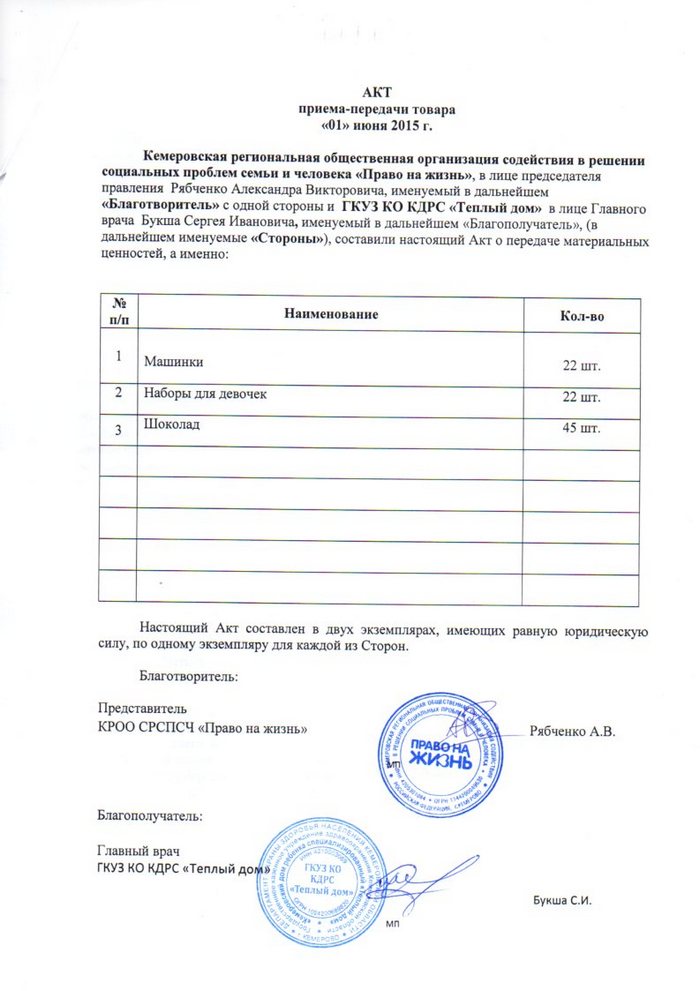 АКТ
приема-передачи товара
«01» июня 2015 г.
Кемеровская региональная общественная организация содействия в решении
социальных проблем семьи и человека «Право на жизнь», в лице председателя
правления Рябченко Александра Викторовича, именуемый в дальнейшем
«Благотворитель» с одной стороны и ГКУЗ КО КДРС «Теплый дом» в лице Главного
врача Букша Сергея Ивановича, именуемый в дальнейшем «Благополучатель», (в
дальнейшем именуемые «Стороны»), составили настоящий Акт о передаче материальных
ценностей, а именно:
№ п/п Наименование Кол-во
1 Машинки 22 шт.
2 Наборы для девочек 22 шт.
3 Шоколад 45 шт.
Настоящий Акт составлен в двух экземплярах, имеющих равную юридическую
силу, по одному экземпляру для каждой из Сторон.
Благотворитель:
Представитель
КРОО СРСПСЧ «Право на жизнь» Рябченко А.В.
ПРАВО НА
ЖИЗНЬ
мп
Благополучатель:
Главный врач
ГКУЗ КО КДРС «Теплый дом»
ГКУЗ КО
КДРС
«Теплый дом»
Букша С.И.
мп